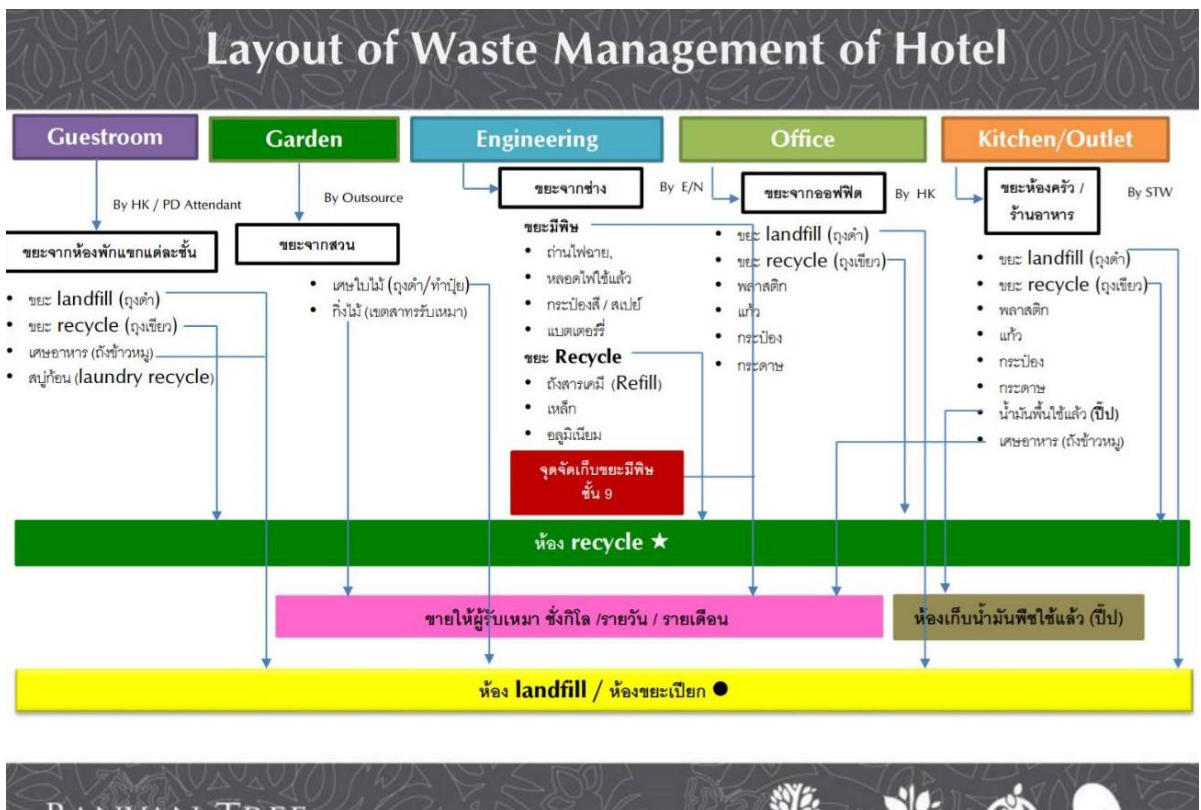 Layout of Waste Management of Hotel
Guestroom
Garden
Engineering
Office
Kitchen/Outlet
By HK / PD Attendant
ขยะจากห้องพักแขกแต่ละชั้น
• ขยะ landfill (ถุงดำ)
• ขยะ recycle (ถุงเขียว)
• เศษอาหาร (ถังข้าวหมู)
• สบู่ก้อน (laundry recycle)
By Outsource
ขยะจากสวน
• เศษใบไม้ (ถุงดำ/ทำปุ๋ย)
• กิ่งไม้ (เขตสาทรรับเหมา)
ขยะจากช่าง
By E/N
ขยะมีพิษ
• ถ่านไฟฉาย,
• หลอดไฟใช้แล้ว
• กระป๋องสี / สเปย์
• แบตเตอร์รี่
ขยะ Recycle
• ถังสารเคมี (Refill)
• เหล็ก
• อลูมิเนียม
จุดจัดเก็บขยะมีพิษ
ชั้น 9
ขยะจากออฟฟิต
By HK
• ขยะ landfill (ถุงดำ)
• ขยะ recycle (ถุงเขียว)
• พลาสติก
• แก้ว
• กระป๋อง
• กระดาษ
ขยะห้องครัว /
ร้านอาหาร
By STW
• ขยะ landfill (ถุงดำ)
• ขยะ recycle (ถุงเขียว)
• พลาสติก
• แก้ว
• กระป๋อง
• กระดาษ
• น้ำมันพื้นใช้แล้ว (ปี๊ป)
• เศษอาหาร (ถังข้าวหมู)
ห้อง recycle ★
ขายให้ผู้รับเหมา ชั่งกิโล /รายวัน / รายเดือน
ห้องเก็บน้ำมันพืชใช้แล้ว (ปี๊ป)
ห้อง landfill / ห้องขยะเปียก ●
BANYAN TREE